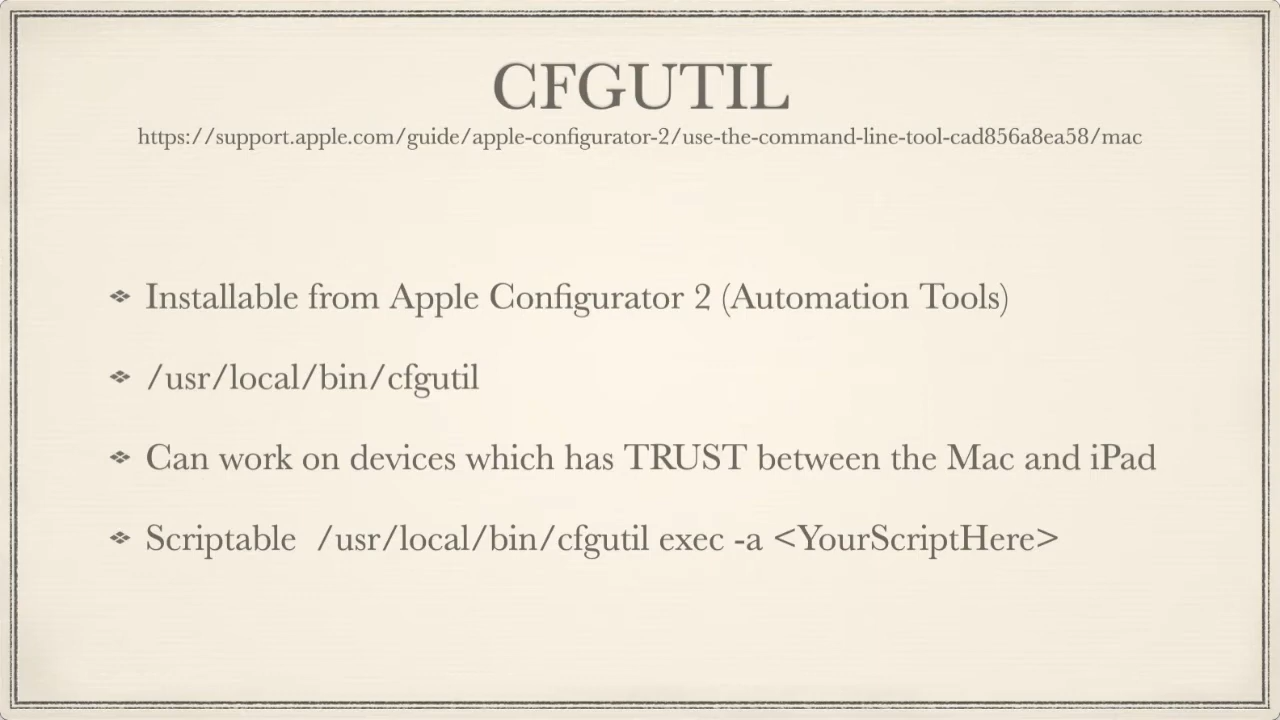 CFGUTIL
https://support.apple.com/guide/apple-configurator-2/use-the-command-line-tool-cad856a8ea58/mac
Installable from Apple Configurator 2 (Automation Tools)
/usr/local/bin/cfgutil
Can work on devices which has TRUST between the Mac and iPad
Scriptable  /usr/local/bin/cfgutil exec -a <YourScriptHere>